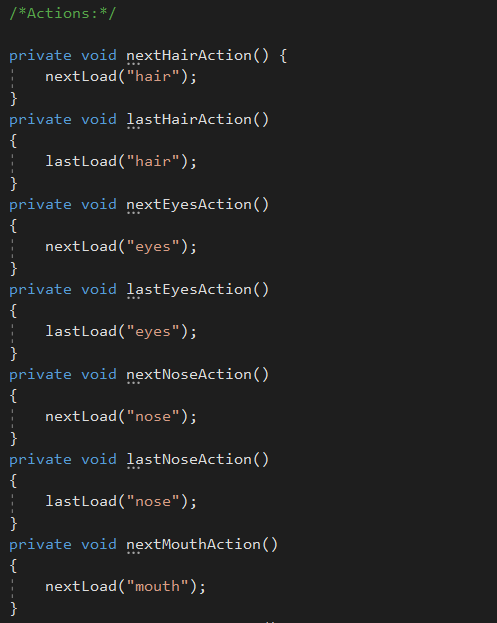 /*Actions:*/
private void nextHairAction() {
    nextLoad("hair");
}
private void lastHairAction()
{
    lastLoad("hair");
}
private void nextEyesAction()
{
    nextLoad("eyes");
}
private void lastEyesAction()
{
    lastLoad("eyes");
}
private void nextNoseAction()
{
    nextLoad("nose");
}
private void lastNoseAction()
{
    lastLoad("nose");
}
private void nextMouthAction()
{
    nextLoad("mouth");
}